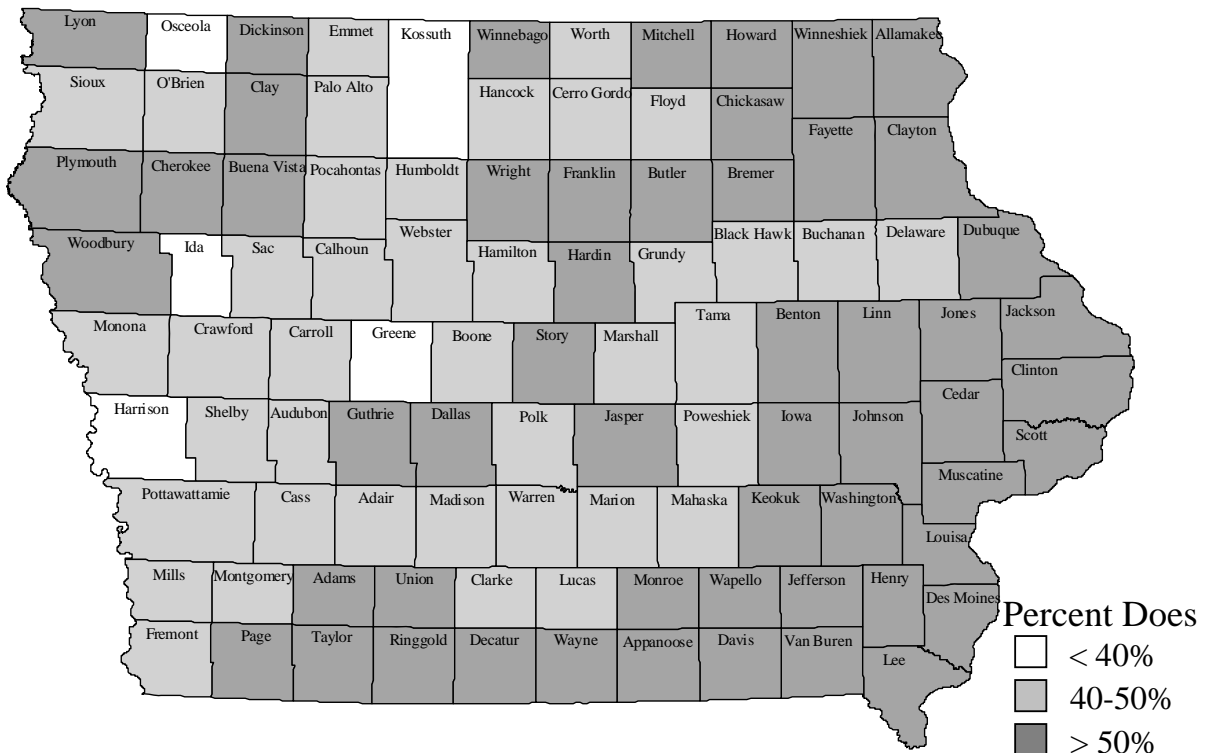 Lyon
Osceola
Dickinson
Emmet
Kossuth
Winnebago
Worth
Mitchell
Howard
Winneshiek
Allamakee
Sioux
O'Brien
Clay
Palo Alto
Hancock
Cerro Gordo
Floyd
Chickasaw
Fayette
Clayton
Plymouth
Cherokee
Buena Vista
Pocahontas
Humboldt
Wright
Franklin
Butler
Bremer
Woodbury
Ida
Sac
Calhoun
Webster
Hamilton
Hardin
Grundy
Black Hawk
Buchanan
Delaware
Dubuque
Monona
Crawford
Carroll
Greene
Boone
Story
Marshall
Tama
Benton
Linn
Jones
Jackson
Clinton
Harrison
Shelby
Audubon
Guthrie
Dallas
Polk
Jasper
Poweshiek
Iowa
Johnson
Cedar
Scott
Muscatine
Pottawattamie
Cass
Adair
Madison
Warren
Marion
Mahaska
Keokuk
Washington
Louisa
Mills
Montgomery
Adams
Union
Clarke
Lucas
Monroe
Wapello
Jefferson
Henry
Des Moines
Fremont
Page
Taylor
Ringgold
Decatur
Wayne
Appanoose
Davis
Van Buren
Lee
Percent Does
< 40%
40-50%
> 50%